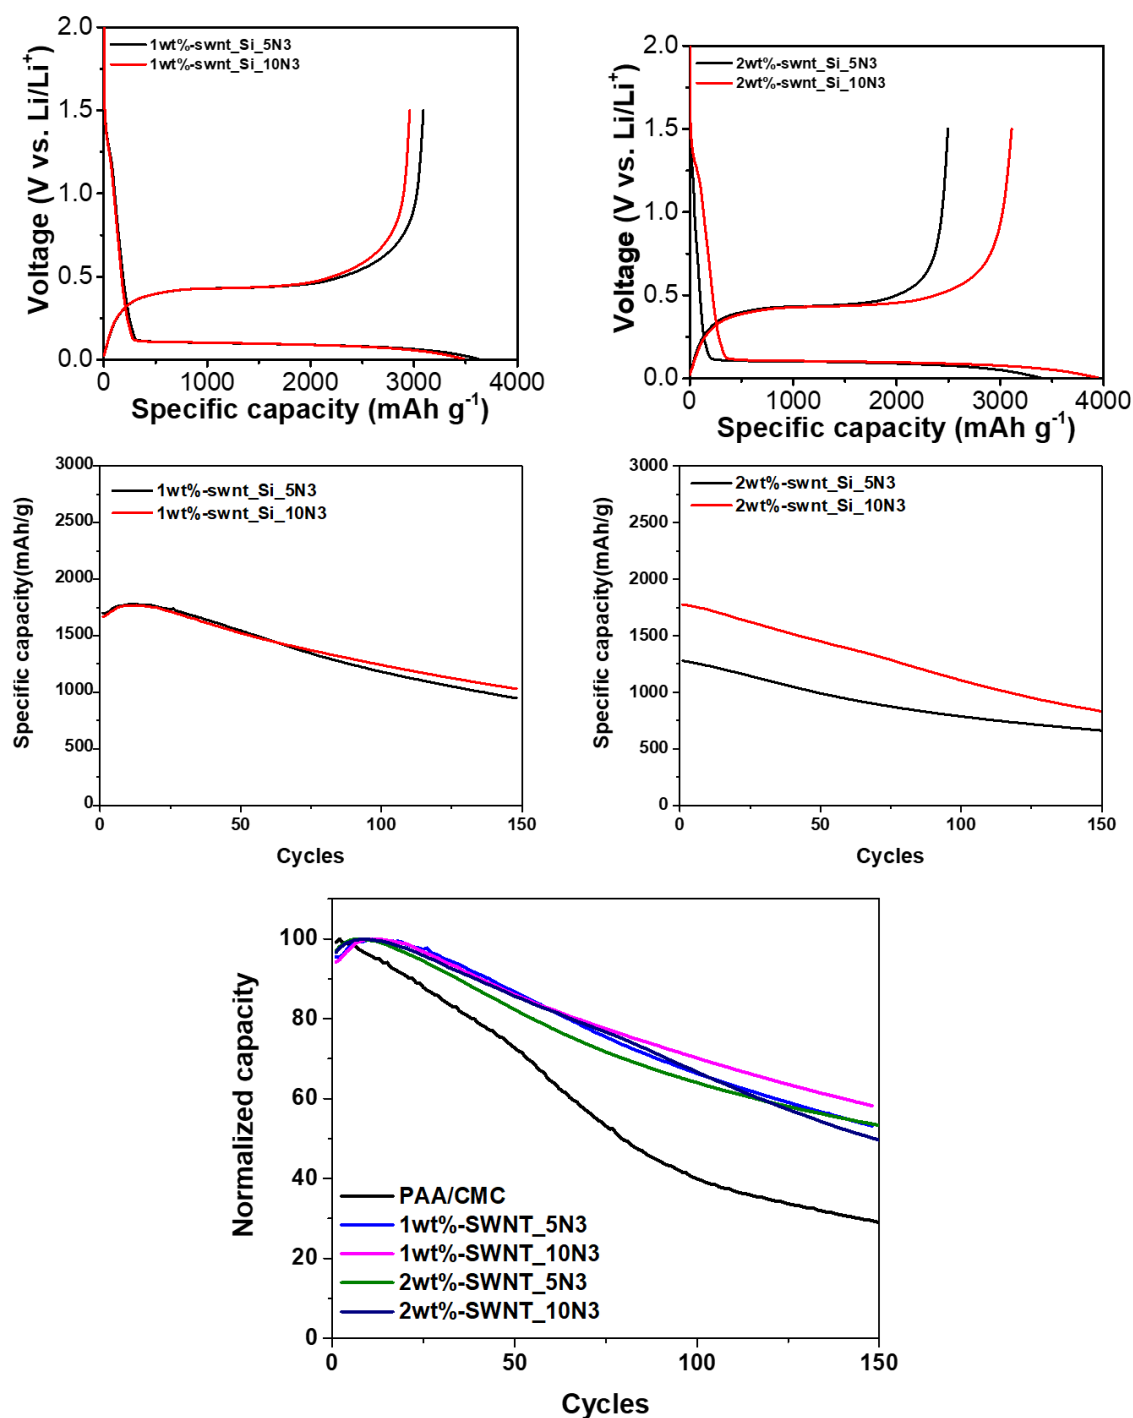 2.0
1.5
1.0
0.5
0.0
0
1000
2000
3000
4000
Voltage (V vs. Li/Li⁺)
Specific capacity (mAh g⁻¹)
1wt%-swnt_Si_5N3
1wt%-swnt_Si_10N3
2.0
1.5
1.0
0.5
0.0
0
1000
2000
3000
4000
Voltage (V vs. Li/Li⁺)
Specific capacity (mAh g⁻¹)
2wt%-swnt_Si_5N3
2wt%-swnt_Si_10N3
3000
2500
2000
1500
1000
500
0
0
50
100
150
Specific capacity(mAh/g)
Cycles
1wt%-swnt_Si_5N3
1wt%-swnt_Si_10N3
3000
2500
2000
1500
1000
500
0
0
50
100
150
Specific capacity(mAh/g)
Cycles
2wt%-swnt_Si_5N3
2wt%-swnt_Si_10N3
100
80
60
40
20
0
0
50
100
150
Normalized capacity
Cycles
PAA/CMC
1wt%-SWNT_5N3
1wt%-SWNT_10N3
2wt%-SWNT_5N3
2wt%-SWNT_10N3